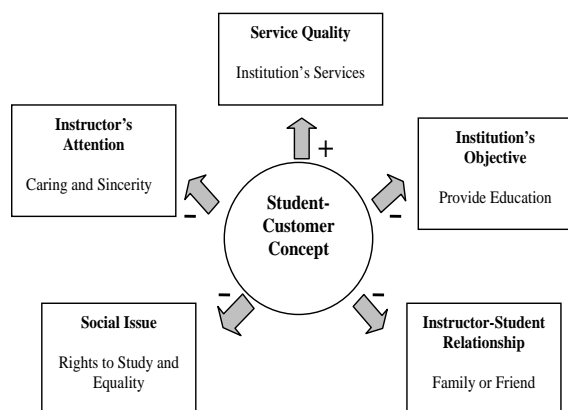 Service Quality
Institution's Services
+
Instructor's
Attention
Caring and Sincerity
-
Institution's
Objective
Provide Education
-
Student-
Customer
Concept
Social Issue
Rights to Study and
Equality
-
Instructor-Student
Relationship
Family or Friend
-